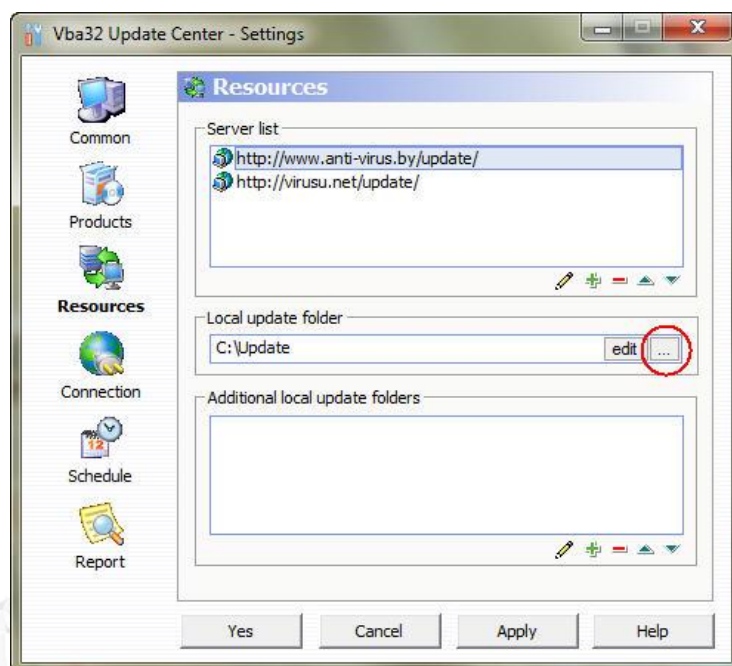 Vba32 Update Center - Settings
Common
Products
Resources
Connection
Schedule
Report
Resources
Server list
http://www.anti-virus.by/update/
http://virusu.net/update/
Local update folder
C:\Update
edit
...
Additional local update folders
Yes
Cancel
Apply
Help